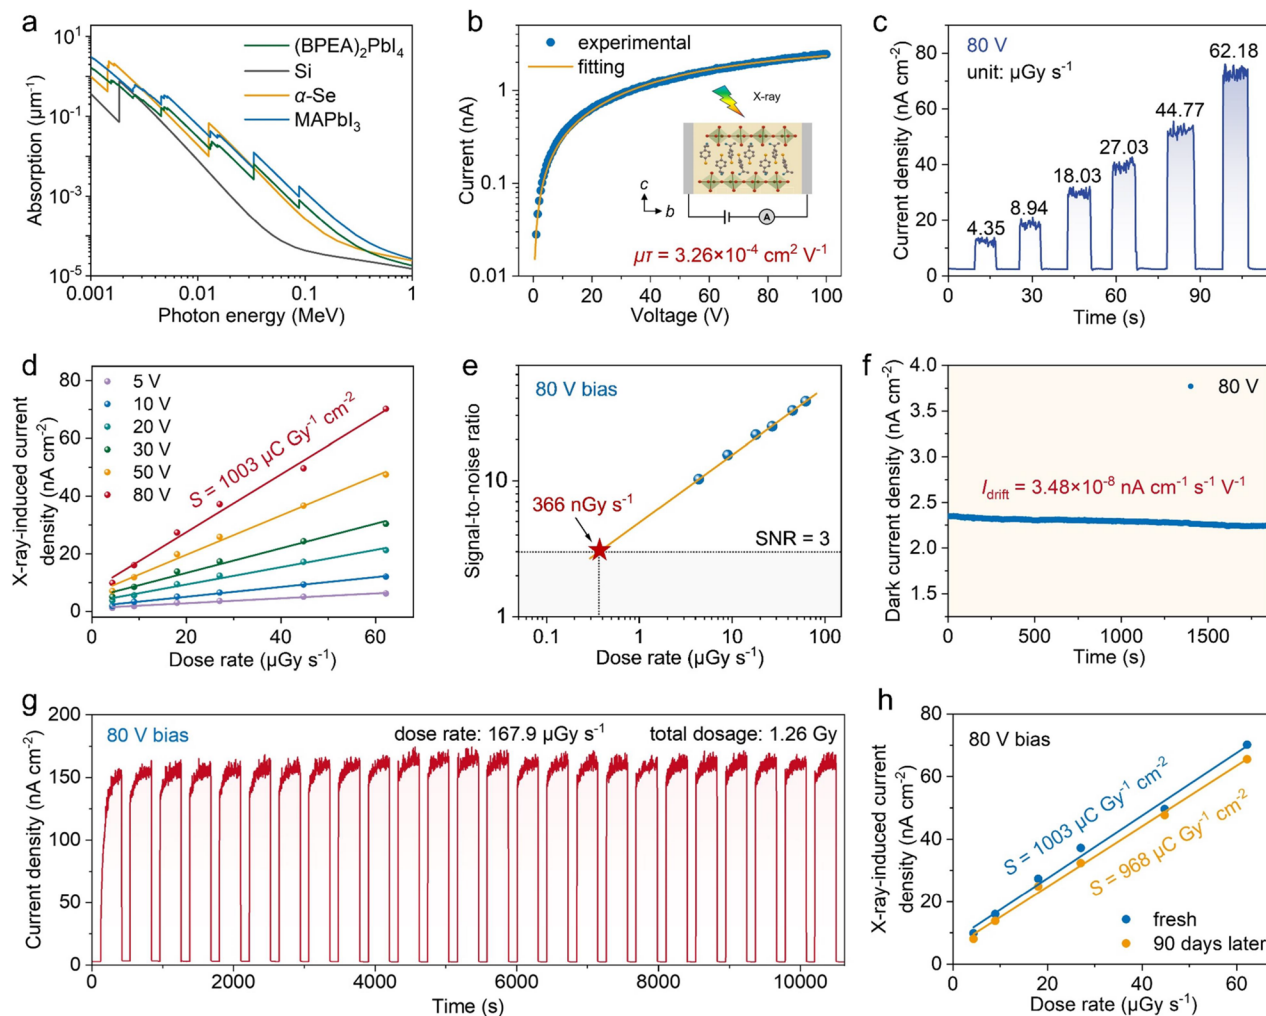 a
Absorption (µm⁻¹)
10¹
10⁻¹
10⁻³
10⁻⁵
(BPEA)₂PbI₄
Si
α-Se
MAPbI₃
0.001
0.01
0.1
1
Photon energy (MeV)
b
Current (nA)
1
0.1
0.01
experimental
fitting
X-ray
c
b
A
µτ = 3.26×10⁻⁴ cm² V⁻¹
0
20
40
60
80
100
Voltage (V)
c
Current density (nA cm⁻²)
80
60
40
20
0
80 V
unit: µGy s⁻¹
4.35
8.94
18.03
27.03
44.77
62.18
0
30
60
90
Time (s)
d
X-ray-induced current
density (nA cm⁻²)
80
60
40
20
0
5 V
10 V
20 V
30 V
50 V
80 V
S = 1003 µC Gy⁻¹ cm⁻²
0
20
40
60
Dose rate (µGy s⁻¹)
e
Signal-to-noise ratio
10
1
80 V bias
366 nGy s⁻¹
SNR = 3
0.1
1
10
100
Dose rate (µGy s⁻¹)
f
Dark current density (nA cm⁻²)
4.0
3.5
3.0
2.5
2.0
1.5
80 V
I_drift = 3.48×10⁻⁸ nA cm⁻¹ s⁻¹ V⁻¹
0
500
1000
1500
Time (s)
g
Current density (nA cm⁻²)
200
150
100
50
0
80 V bias
dose rate: 167.9 µGy s⁻¹
total dosage: 1.26 Gy
0
2000
4000
6000
8000
10000
Time (s)
h
X-ray-induced current
density (nA cm⁻²)
80
60
40
20
0
80 V bias
S = 1003 µC Gy⁻¹ cm⁻²
S = 968 µC Gy⁻¹ cm⁻²
fresh
90 days later
0
20
40
60
Dose rate (µGy s⁻¹)